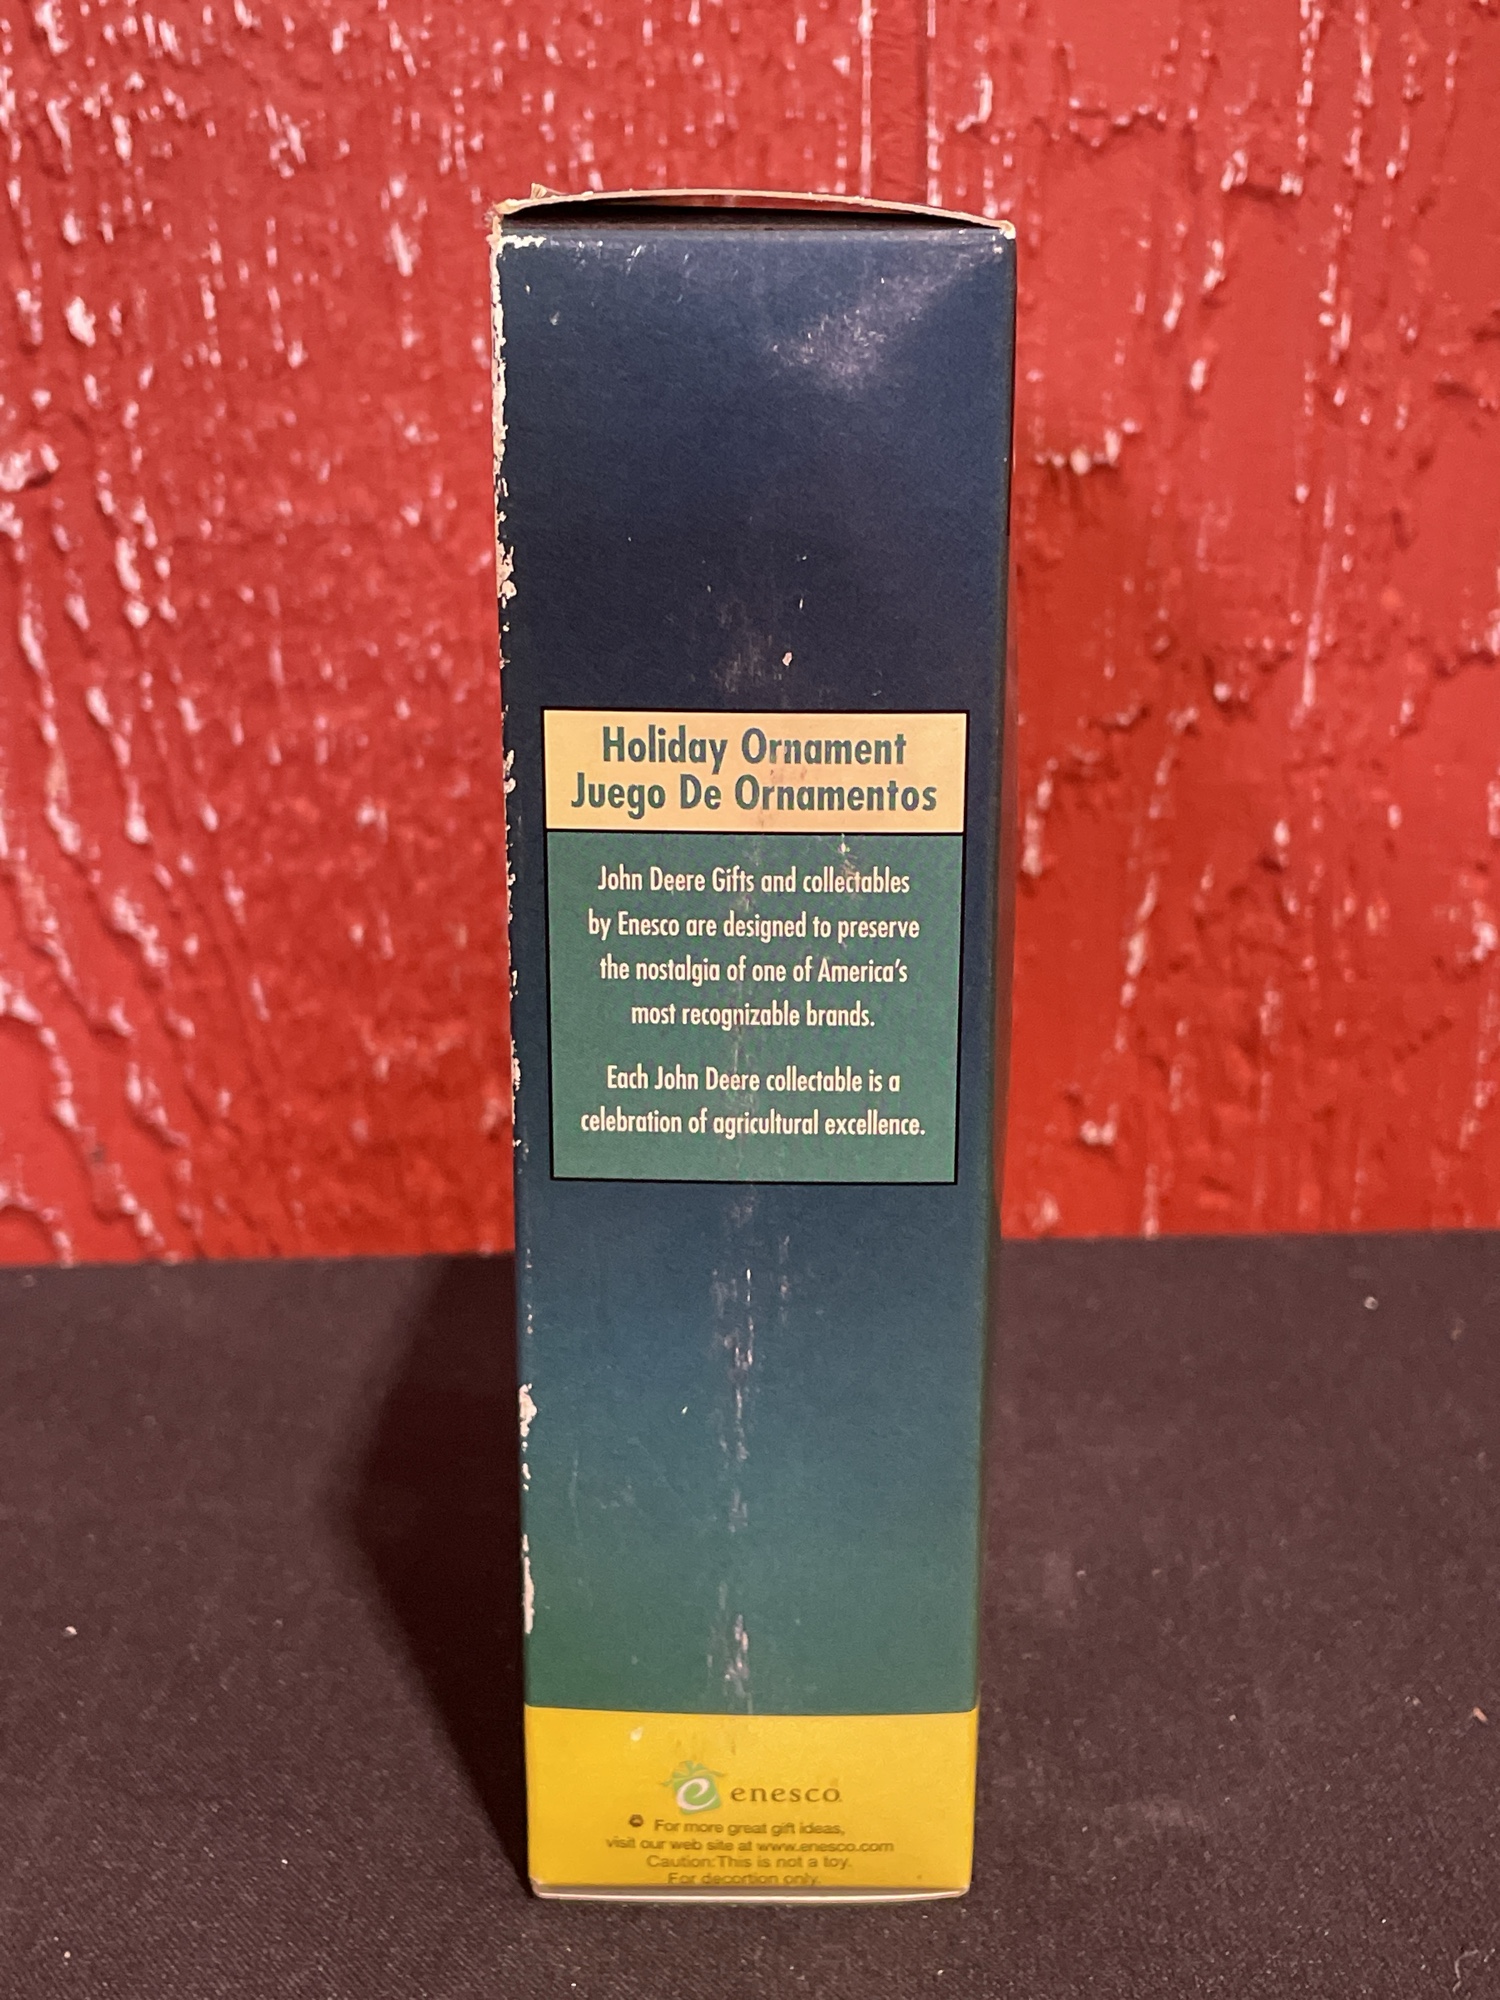 Holiday Ornament
Juego De Ornamentos
John Deere Gifts and collectables
by Enesco are designed to preserve
the nostalgia of one of America's
most recognizable brands.
Each John Deere collectable is a
celebration of agricultural excellence.
e enesco.
For more great gift ideas,
visit our web site at www.enesco.com
Caution: This is not a toy.
For decortion only.